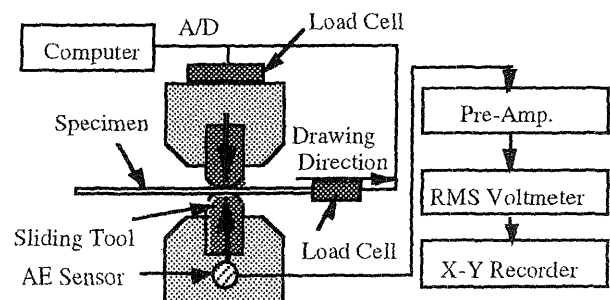 A/D
Load Cell
Computer
Pre-Amp.
Specimen
Drawing
Direction
RMS Voltmeter
Sliding Tool
Load Cell
AE Sensor
X-Y Recorder